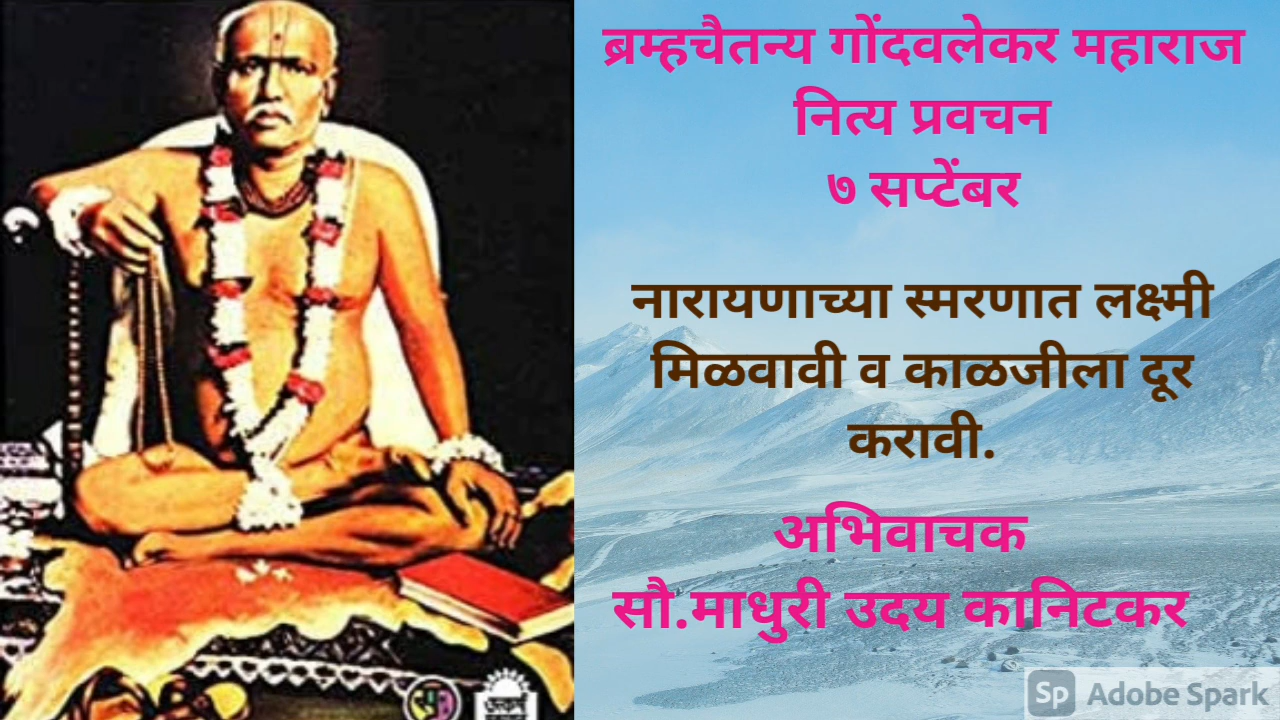 ब्रम्हचैतन्य गोंदवलेकर महाराज
नित्य प्रवचन
७ सप्टेंबर
नारायणाच्या स्मरणात लक्ष्मी
मिळवावी व काळजीला दूर
करावी.
अभिवाचक
सौ.माधुरी उदय कानिटकर
Sp Adobe Spark